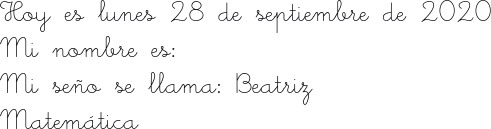 Hoy es lunes 28 de septiembre de 2020
Mi nombre es:
Mi seño se llama: Beatriz
Matemática